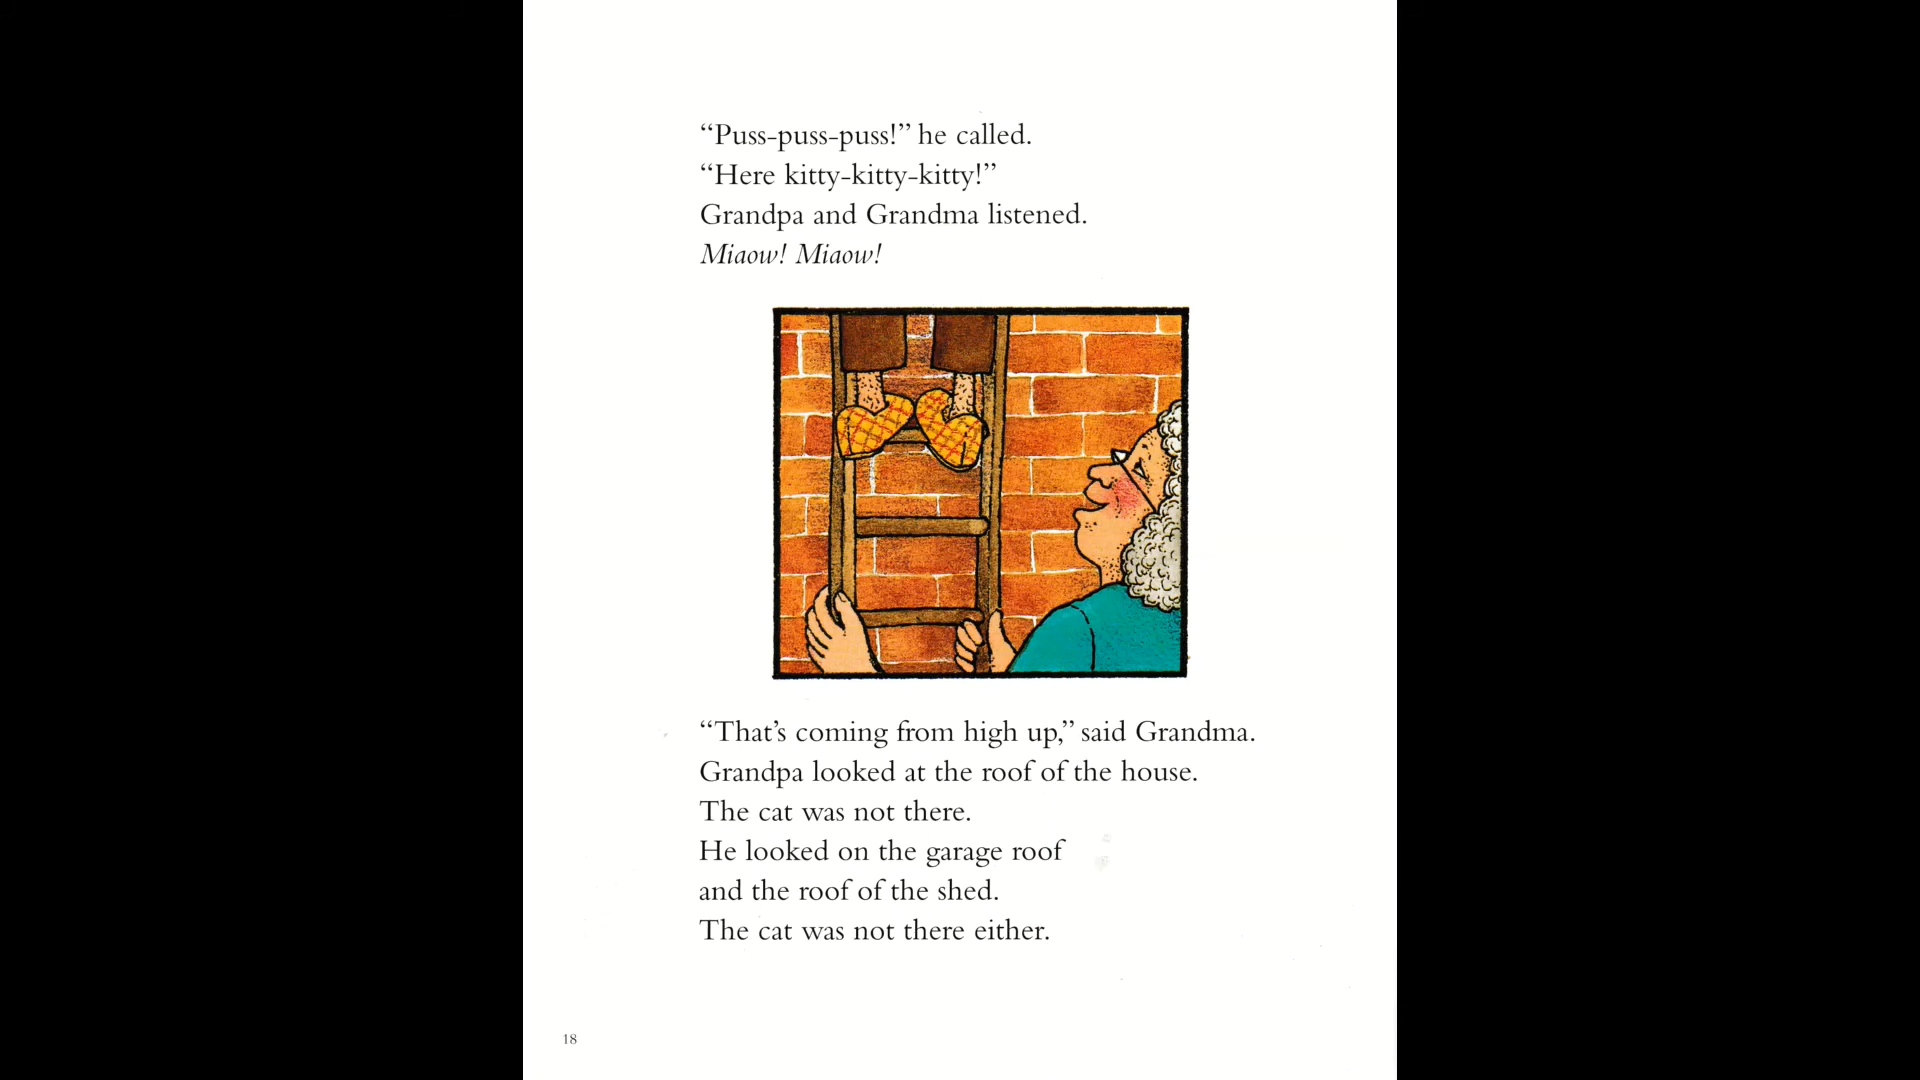 “Puss-puss-puss!” he called.
“Here kitty-kitty-kitty!”
Grandpa and Grandma listened.
Miaow! Miaow!
“That’s coming from high up,” said Grandma.
Grandpa looked at the roof of the house.
The cat was not there.
He looked on the garage roof
and the roof of the shed.
The cat was not there either.
18